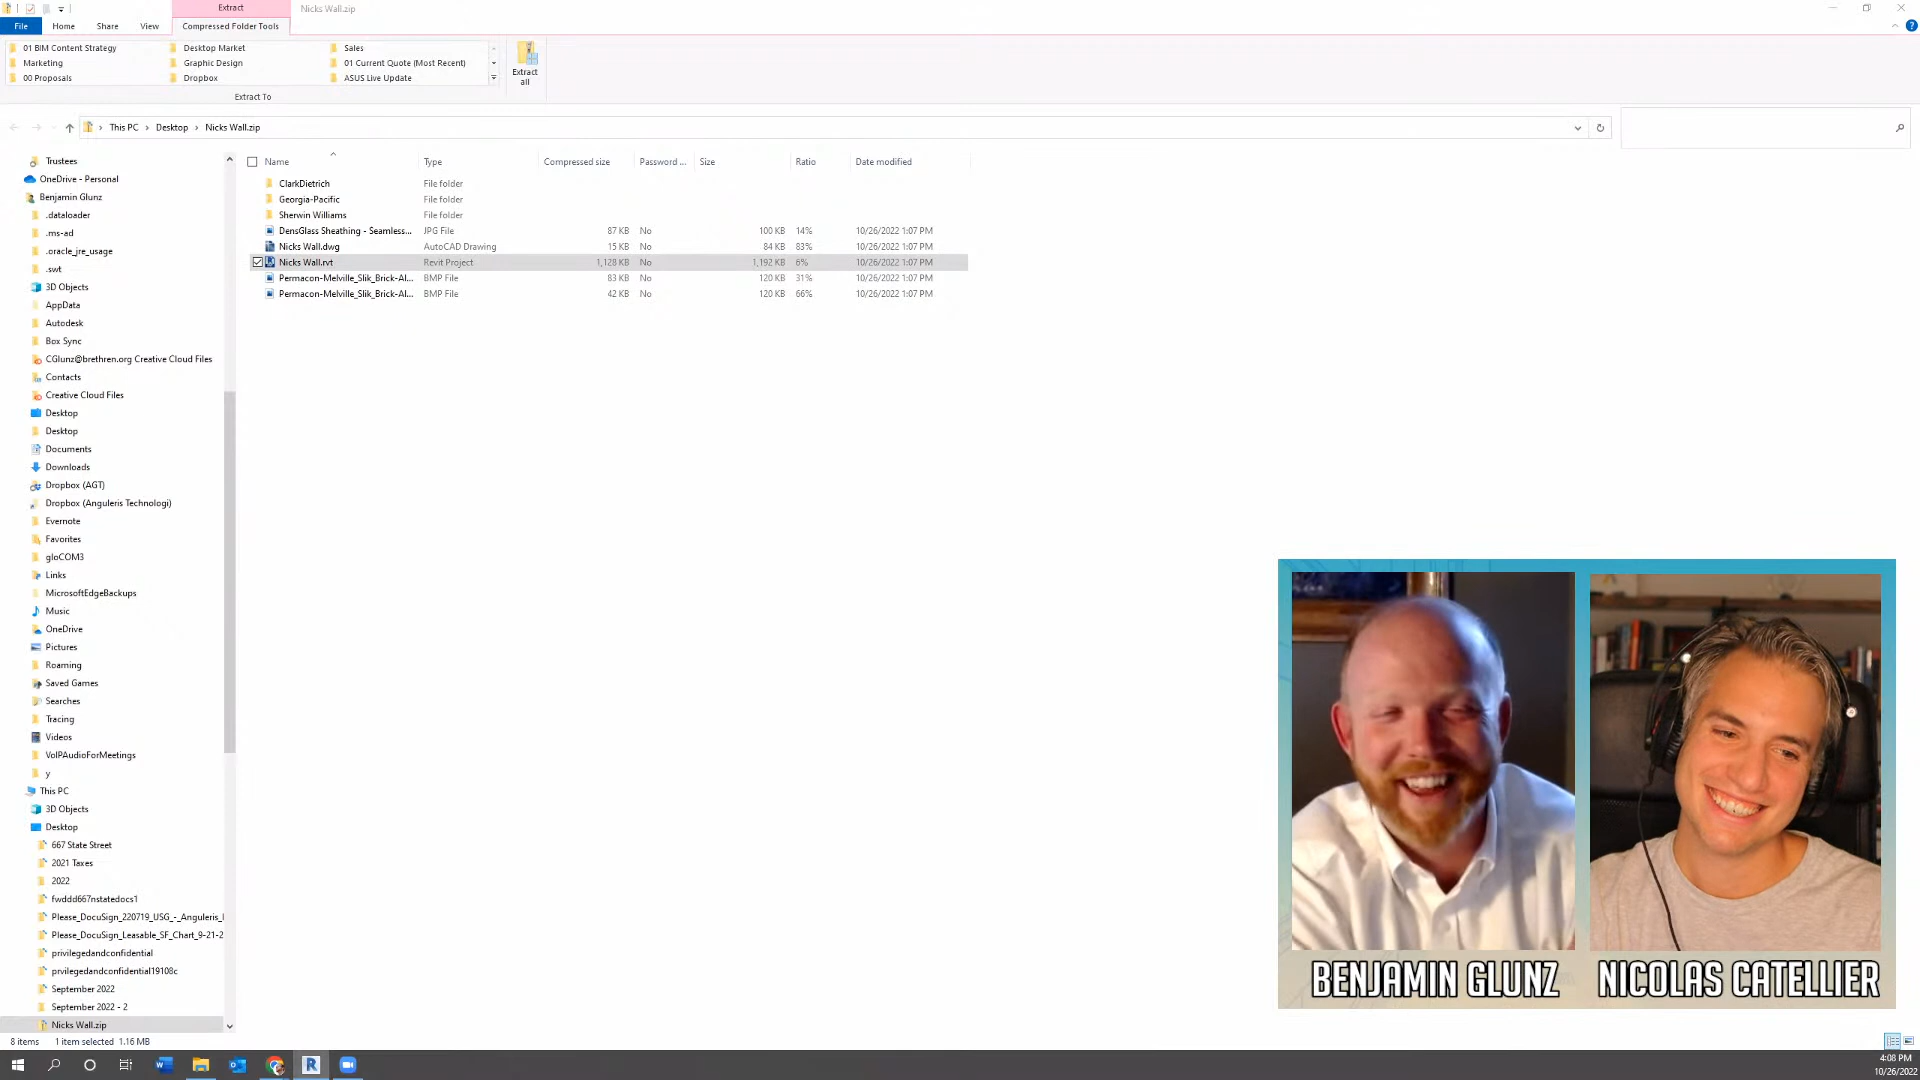 Extract
Nicks Wall.zip
File Home Share View Compressed Folder Tools
01 BIM Content Strategy Desktop Market Sales
Marketing Graphic Design 01 Current Quote (Most Recent)
00 Proposals Dropbox ASUS Live Update
Extract all
Extract To
This PC Desktop Nicks Wall.zip
Name Type Compressed size Password ... Size Ratio Date modified
ClarkDietrich File folder
Georgia-Pacific File folder
Sherwin Williams File folder
DensGlass Sheathing - Seamless... JPG File 87 KB No 100 KB 14% 10/26/2022 1:07 PM
Nicks Wall.dwg AutoCAD Drawing 15 KB No 84 KB 83% 10/26/2022 1:07 PM
Nicks Wall.rvt Revit Project 1,128 KB No 1,192 KB 6% 10/26/2022 1:07 PM
Permacon-Melville_Slik_Brick-Al... BMP File 83 KB No 120 KB 31% 10/26/2022 1:07 PM
Permacon-Melville_Slik_Brick-Al... BMP File 42 KB No 120 KB 66% 10/26/2022 1:07 PM
Trustees
OneDrive - Personal
Benjamin Glunz
.dataloader
.ms-ad
.oracle_jre_usage
.swt
3D Objects
AppData
Autodesk
Box Sync
CGlunz@brethren.org Creative Cloud Files
Contacts
Creative Cloud Files
Desktop
Desktop
Documents
Downloads
Dropbox (AGT)
Dropbox (Anguleris Technologi)
Evernote
Favorites
gloCOM3
Links
MicrosoftEdgeBackups
Music
OneDrive
Pictures
Roaming
Saved Games
Searches
Tracing
Videos
VoIPAudioForMeetings
y
This PC
3D Objects
Desktop
667 State Street
2021 Taxes
2022
fwddd667nstatedocs1
Please_DocuSign_220719_USG_-_Anguleris_
Please_DocuSign_Leasable_SF_Chart_9-21-2
privilegedandconfidential
prvilegedandconfidential19108c
September 2022
September 2022 - 2
Nicks Wall.zip
8 items 1 item selected 1.16 MB
BENJAMIN GLUNZ NICOLAS CATELLIER
4:08 PM
10/26/2022